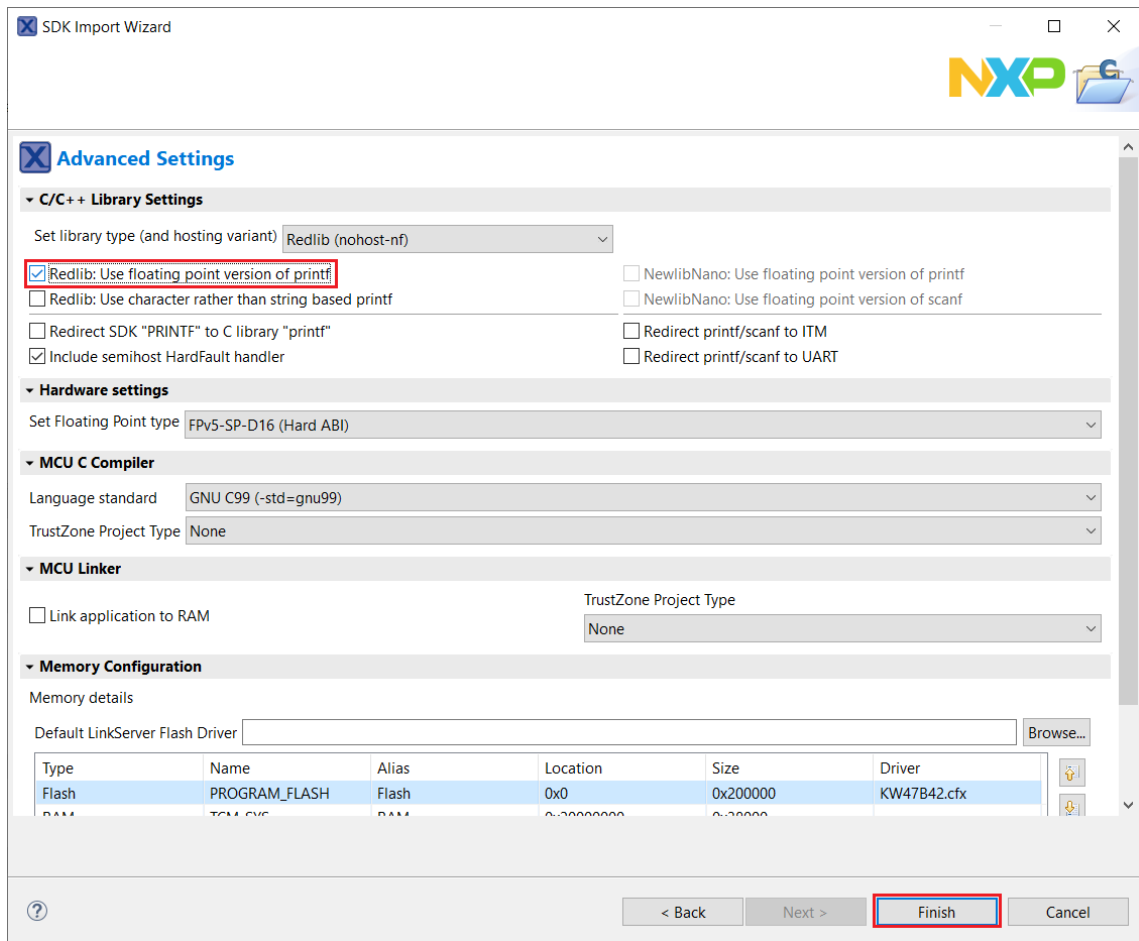 SDK Import Wizard
NXP
Advanced Settings
C/C++ Library Settings
Set library type (and hosting variant) Redlib (nohost-nf)
Redlib: Use floating point version of printf NewlibNano: Use floating point version of printf
Redlib: Use character rather than string based printf NewlibNano: Use floating point version of scanf
Redirect SDK "PRINTF" to C library "printf" Redirect printf/scanf to ITM
Include semihost HardFault handler Redirect printf/scanf to UART
Hardware settings
Set Floating Point type FPv5-SP-D16 (Hard ABI)
MCU C Compiler
Language standard GNU C99 (-std=gnu99)
TrustZone Project Type None
MCU Linker
Link application to RAM
TrustZone Project Type
None
Memory Configuration
Memory details
Default LinkServer Flash Driver Browse...
Type Name Alias Location Size Driver
Flash PROGRAM_FLASH Flash 0x0 0x200000 KW47B42.cfx
RAM TCM_SYS RAM
< Back Next > Finish Cancel